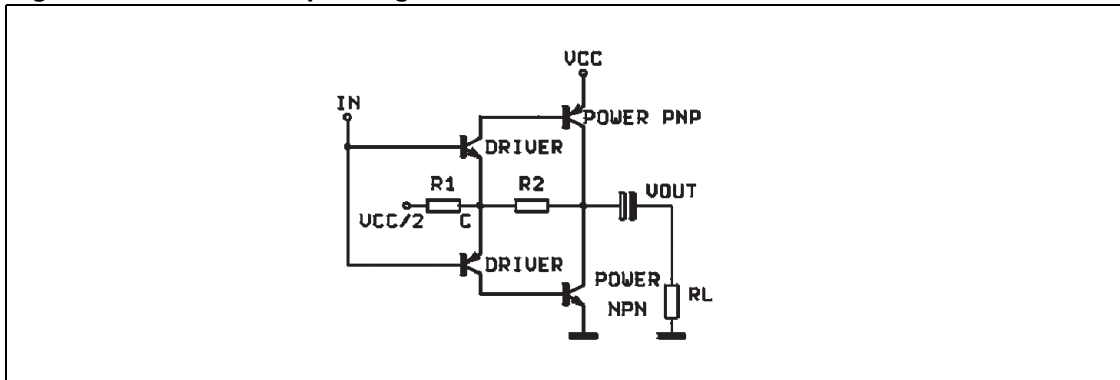 VCC
IN
POWER PNP
DRIVER
R1
R2
VOUT
VCC/2
C
DRIVER
POWER
NPN
RL